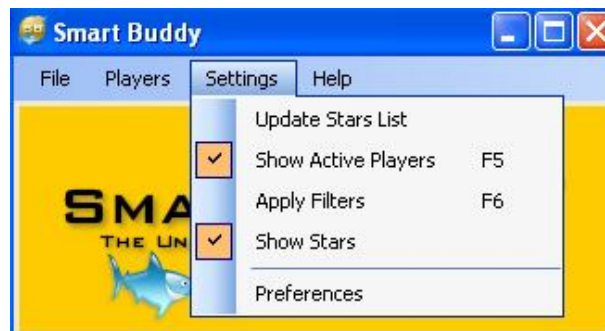 Smart Buddy
File Players Settings Help
Update Stars List
Show Active Players F5
Apply Filters F6
Show Stars
Preferences
SMA
THE UN